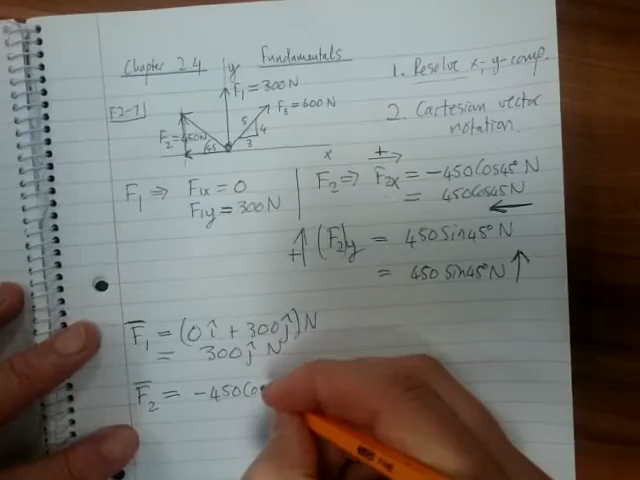 Chapter 2.4 Fundamentals
F2-7
y
F₁ = 300 N
F₃ = 600 N
5
4
3
F₂ = 450 N
45
x
1. Resolve x-, y-comp.
2. Cartesian vector
notation.
F₁ ⇒ F₁x = 0
F₁y = 300 N
F₂ ⇒ F₂x = −450 Cos45° N
= 450 Cos45 N
←
+
+↑ (F₂)y = 450 Sin45° N
= 450 Sin45° N ↑
F̄₁ = (0 î + 300 ĵ) N
= 300 ĵ N
F̄₂ = −450 Co